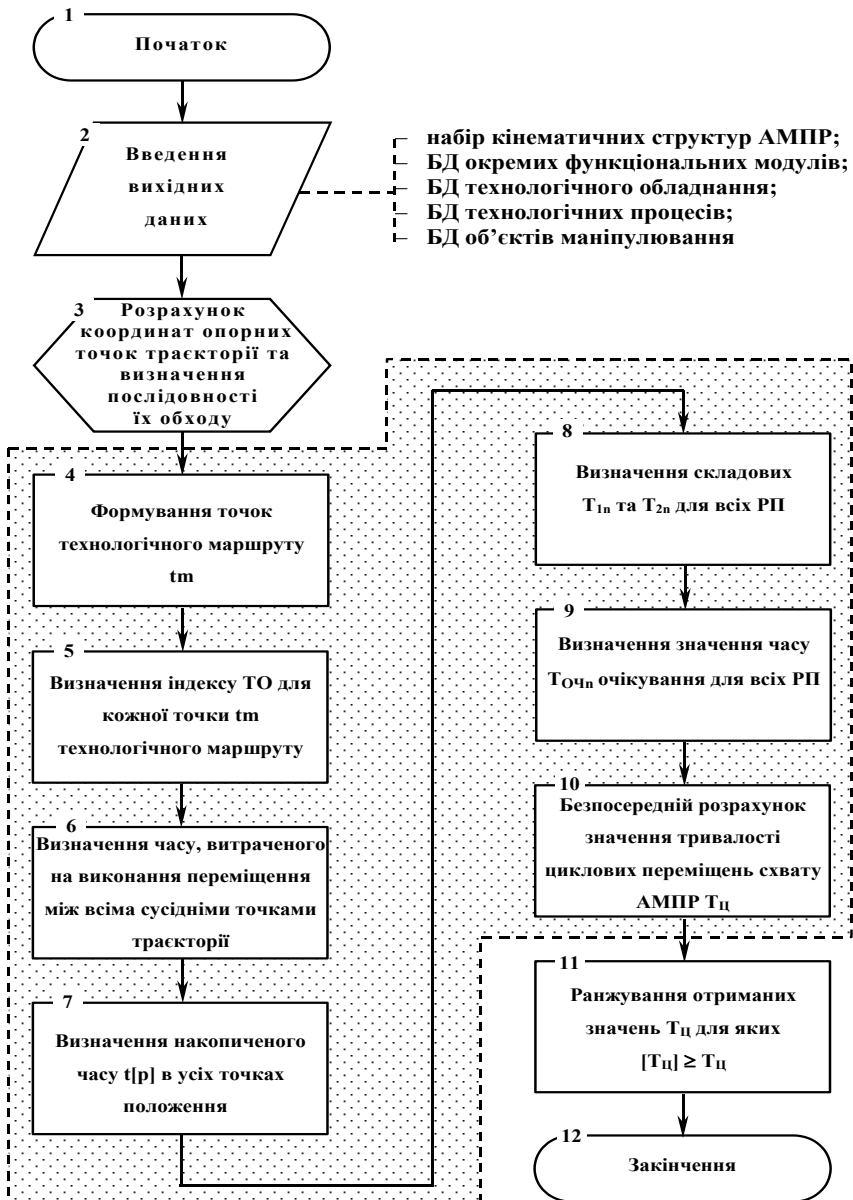 1
Початок
2
Введення
вихідних
даних
– набір кінематичних структур АМПР;
– БД окремих функціональних модулів;
– БД технологічного обладнання;
– БД технологічних процесів;
– БД об’єктів маніпулювання
3
Розрахунок
координат опорних
точок траєкторії та
визначення
послідовності
їх обходу
4
Формування точок
технологічного маршруту
tm
5
Визначення індексу ТО для
кожної точки tm
технологічного маршруту
6
Визначення часу, витраченого
на виконання переміщення
між всіма сусідніми точками
траєкторії
7
Визначення накопиченого
часу t[p] в усіх точках
положення
8
Визначення складових
T1n та T2n для всіх РП
9
Визначення значення часу
TОЧn очікування для всіх РП
10
Безпосередній розрахунок
значення тривалості
циклових переміщень схвату
АМПР TЦ
11
Ранжування отриманих
значень TЦ для яких
[TЦ] ≥ TЦ
12
Закінчення